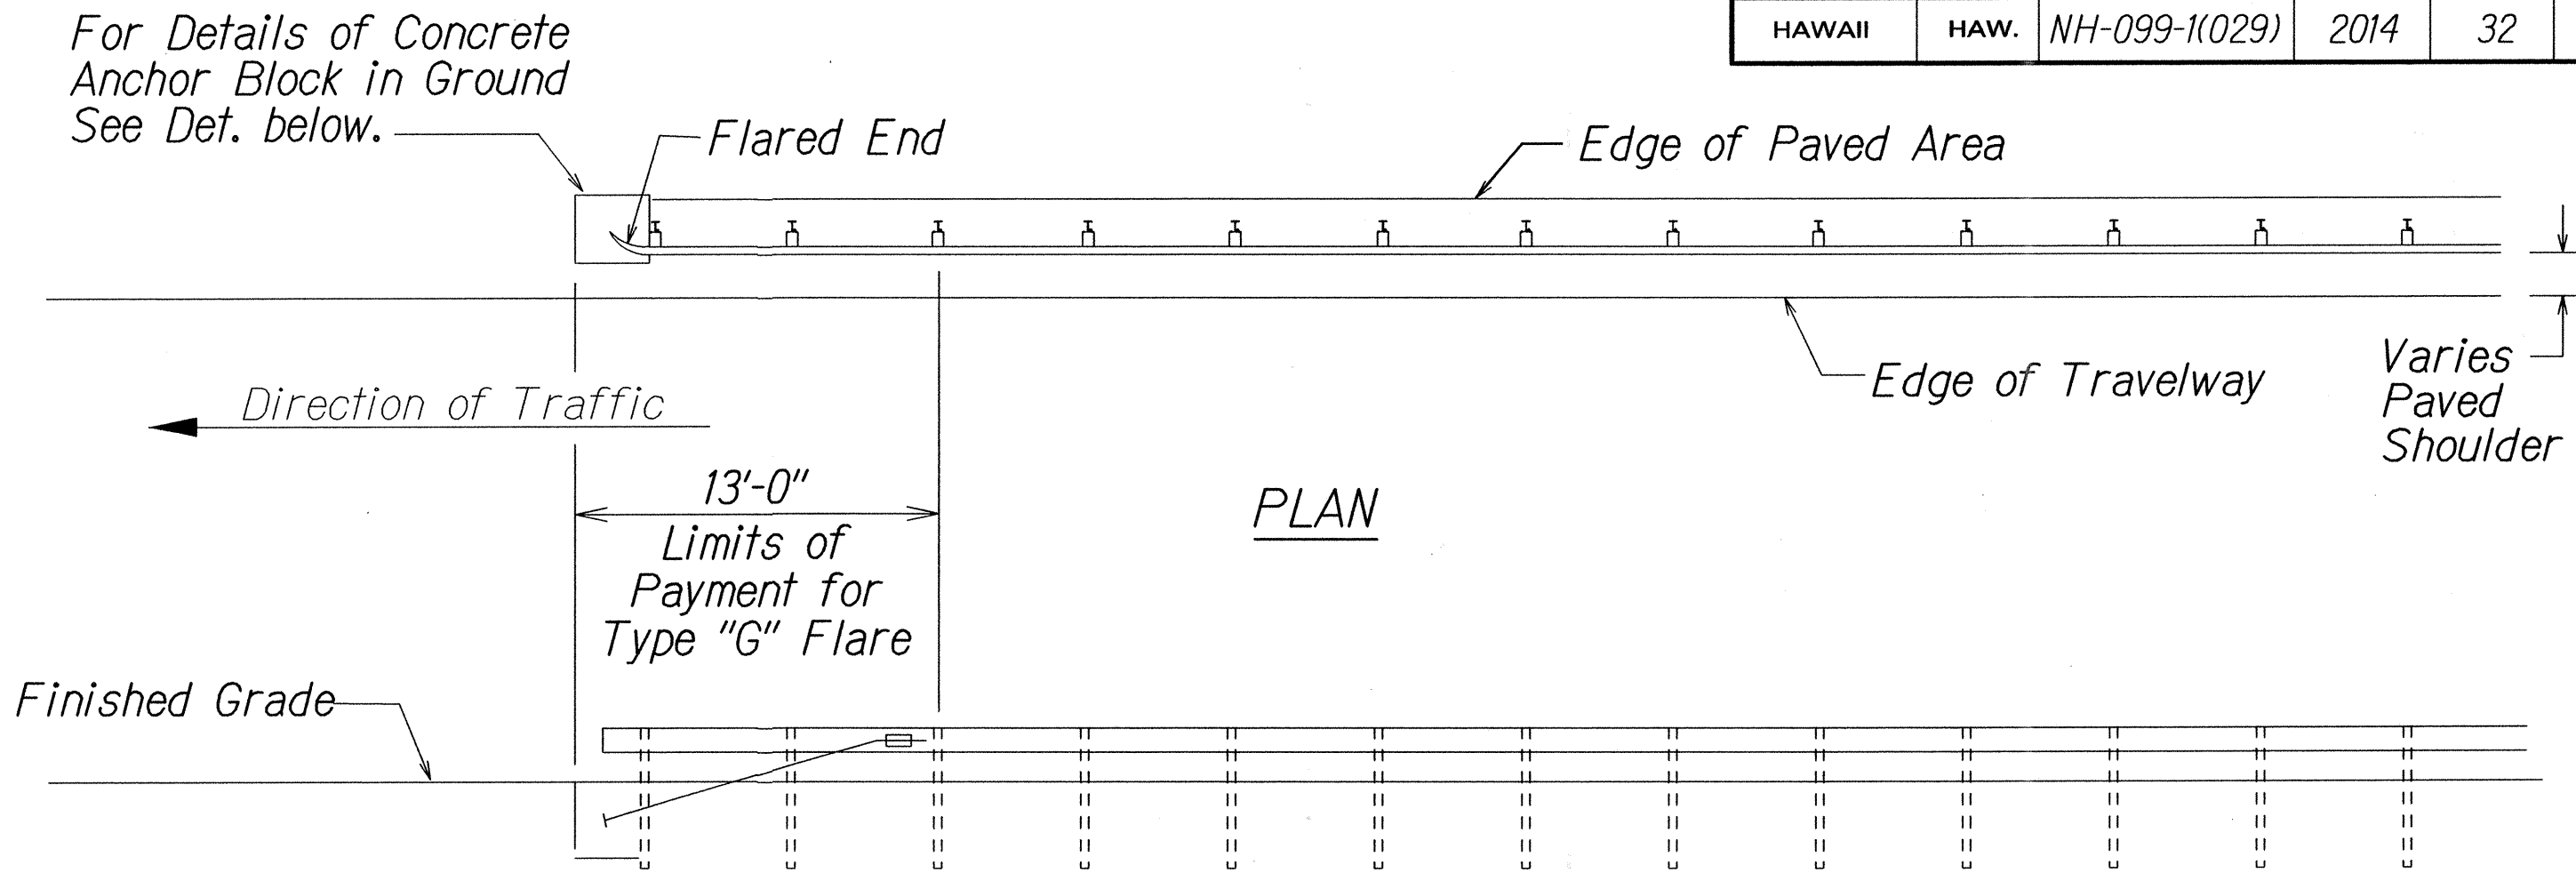 HAWAII HAW. NH-099-1(029) 2014 32
For Details of Concrete
Anchor Block in Ground
See Det. below.
Flared End
Edge of Paved Area
Edge of Travelway
Varies
Paved
Shoulder
Direction of Traffic
13'-0"
Limits of
Payment for
Type "G" Flare
PLAN
Finished Grade